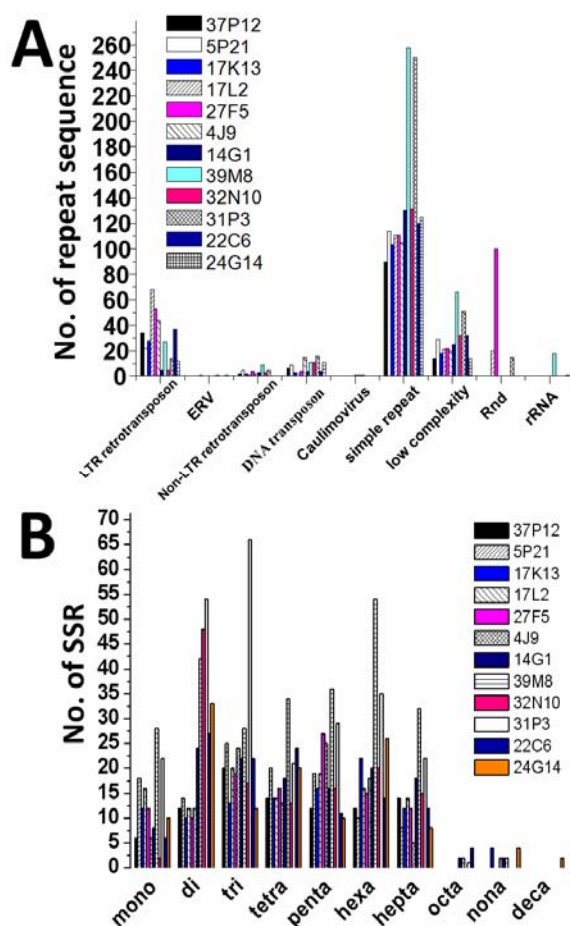 A
No. of repeat sequence
260
240
220
200
180
160
140
120
100
80
60
40
20
0
37P12
5P21
17K13
17L2
27F5
4J9
14G1
39M8
32N10
31P3
22C6
24G14
LTR retrotransposon
ERV
Non-LTR retrotransposon
DNA transposon
Caulimovirus
simple repeat
low complexity
Rnd
rRNA
B
No. of SSR
70
65
60
55
50
45
40
35
30
25
20
15
10
5
0
37P12
5P21
17K13
17L2
27F5
4J9
14G1
39M8
32N10
31P3
22C6
24G14
mono
di
tri
tetra
penta
hexa
hepta
octa
nona
deca